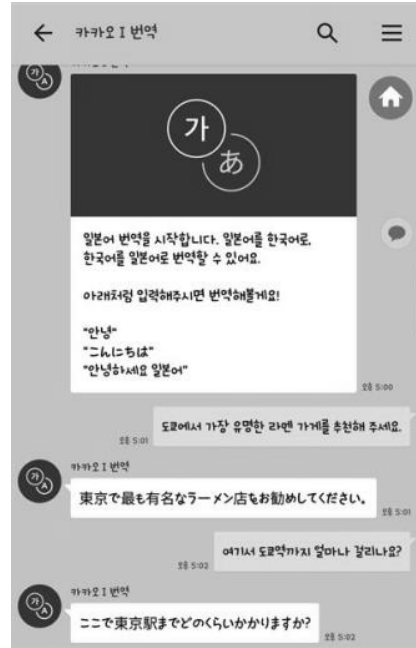 카카오 I 번역
가
A
가
あ
일본어 번역을 시작합니다. 일본어를 한국어로,
한국어를 일본어로 번역할 수 있어요.
아래처럼 입력해주시면 번역해볼게요!
"안녕"
"こんにちは"
"안녕하세요 일본어"
오후 5:00
도쿄에서 가장 유명한 라멘 가게를 추천해 주세요.
오후 5:01
카카오 I 번역
가
A
東京で最も有名なラーメン店をお勧めしてください。
오후 5:01
여기서 도쿄역까지 얼마나 걸리나요?
오후 5:02
카카오 I 번역
가
A
ここで東京駅までどのくらいかかりますか?
오후 5:02